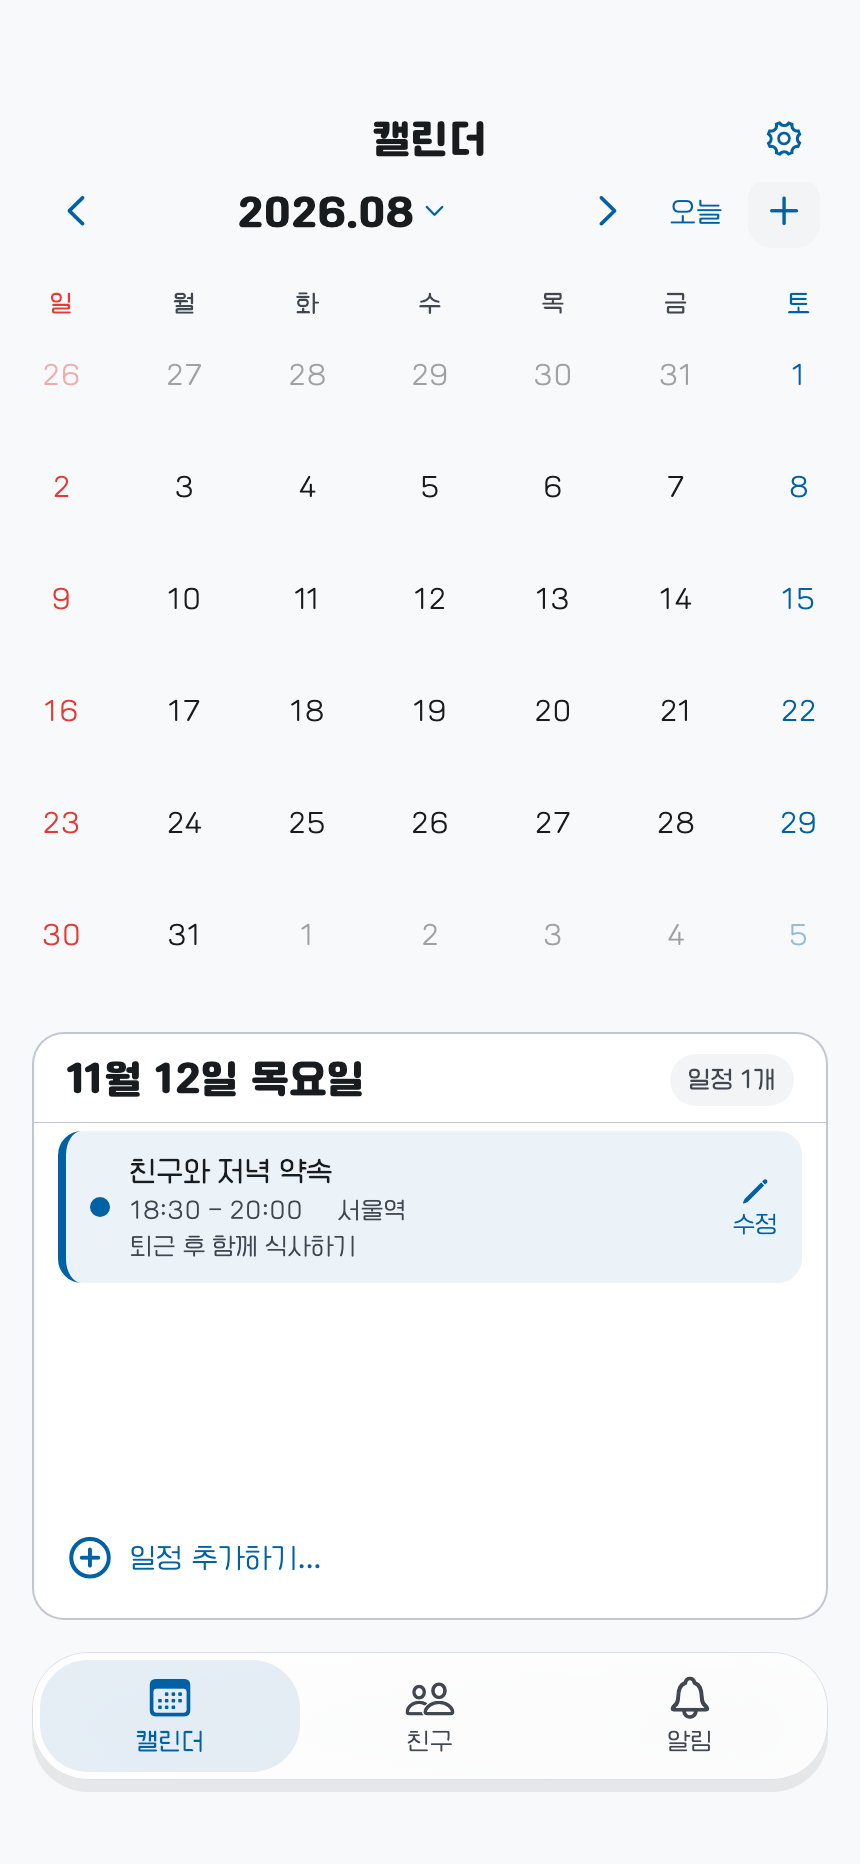 캘린더
2026.08 오늘
일 월 화 수 목 금 토
26 27 28 29 30 31 1
2 3 4 5 6 7 8
9 10 11 12 13 14 15
16 17 18 19 20 21 22
23 24 25 26 27 28 29
30 31 1 2 3 4 5
11월 12일 목요일 일정 1개
친구와 저녁 약속
18:30 - 20:00 서울역
퇴근 후 함께 식사하기
수정
일정 추가하기...
캘린더 친구 알림